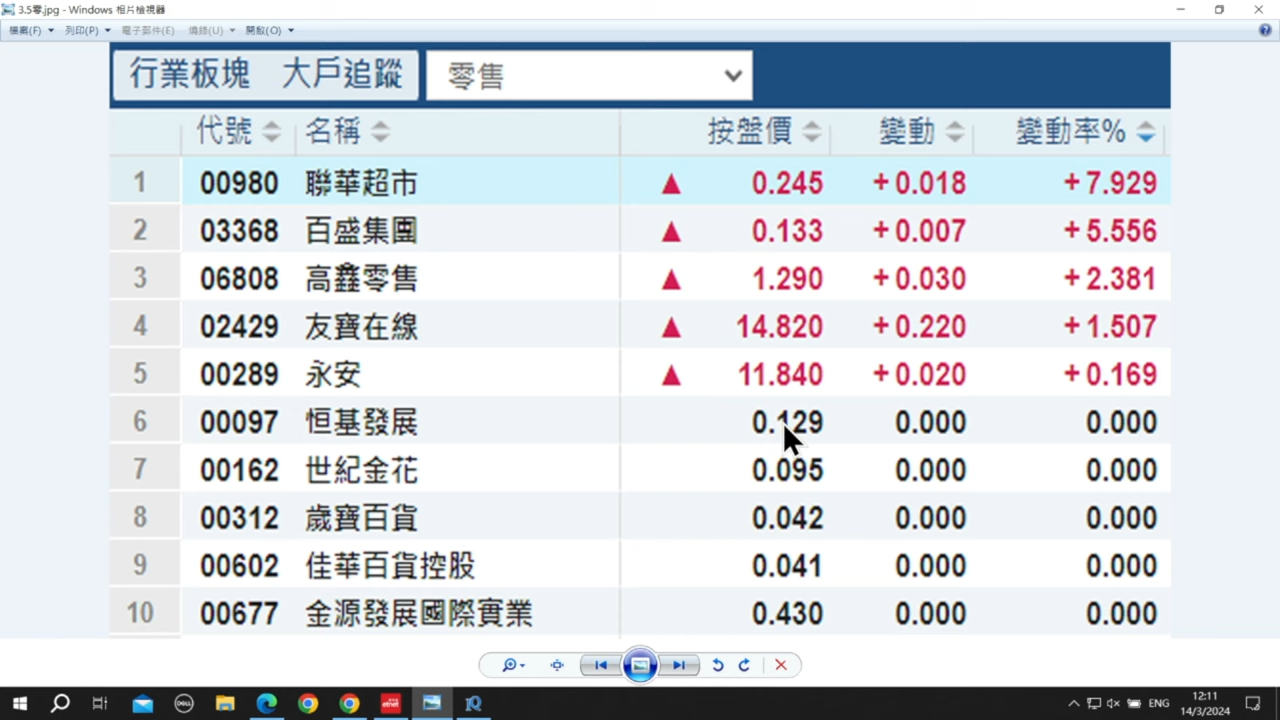 3.5零.jpg - Windows 相片檢視器
檔案(F) 列印(P) 電子郵件(E) 燒錄(U) 開啟(O)
行業板塊 大戶追蹤 零售
代號 名稱 按盤價 變動 變動率%
1 00980 聯華超市 ▲ 0.245 +0.018 +7.929
2 03368 百盛集團 ▲ 0.133 +0.007 +5.556
3 06808 高鑫零售 ▲ 1.290 +0.030 +2.381
4 02429 友寶在線 ▲ 14.820 +0.220 +1.507
5 00289 永安 ▲ 11.840 +0.020 +0.169
6 00097 恒基發展 0.129 0.000 0.000
7 00162 世紀金花 0.095 0.000 0.000
8 00312 歲寶百貨 0.042 0.000 0.000
9 00602 佳華百貨控股 0.041 0.000 0.000
10 00677 金源發展國際實業 0.430 0.000 0.000
DELL etnet IQ ENG 12:11
14/3/2024